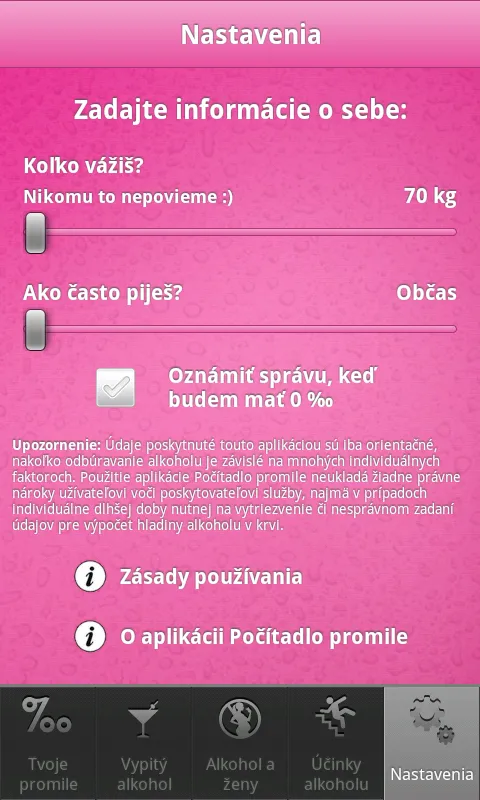 Nastavenia
Zadajte informácie o sebe:
Koľko vážiš?
Nikomu to nepovieme :)
70 kg
Ako často piješ?
Občas
Oznámiť správu, keď
budem mať 0 ‰
Upozornenie: Údaje poskytnuté touto aplikáciou sú iba orientačné,
nakoľko odbúravanie alkoholu je závislé na mnohých individuálnych
faktoroch. Použitie aplikácie Počítadlo promile neukladá žiadne právne
nároky užívateľovi voči poskytovateľovi služby, najmä v prípadoch
individuálne dlhšej doby nutnej na vytriezvenie či nesprávnom zadaní
údajov pre výpočet hladiny alkoholu v krvi.
Zásady používania
O aplikácii Počítadlo promile
Tvoje
promile
Vypitý
alkohol
Alkohol a
ženy
Účinky
alkoholu
Nastavenia